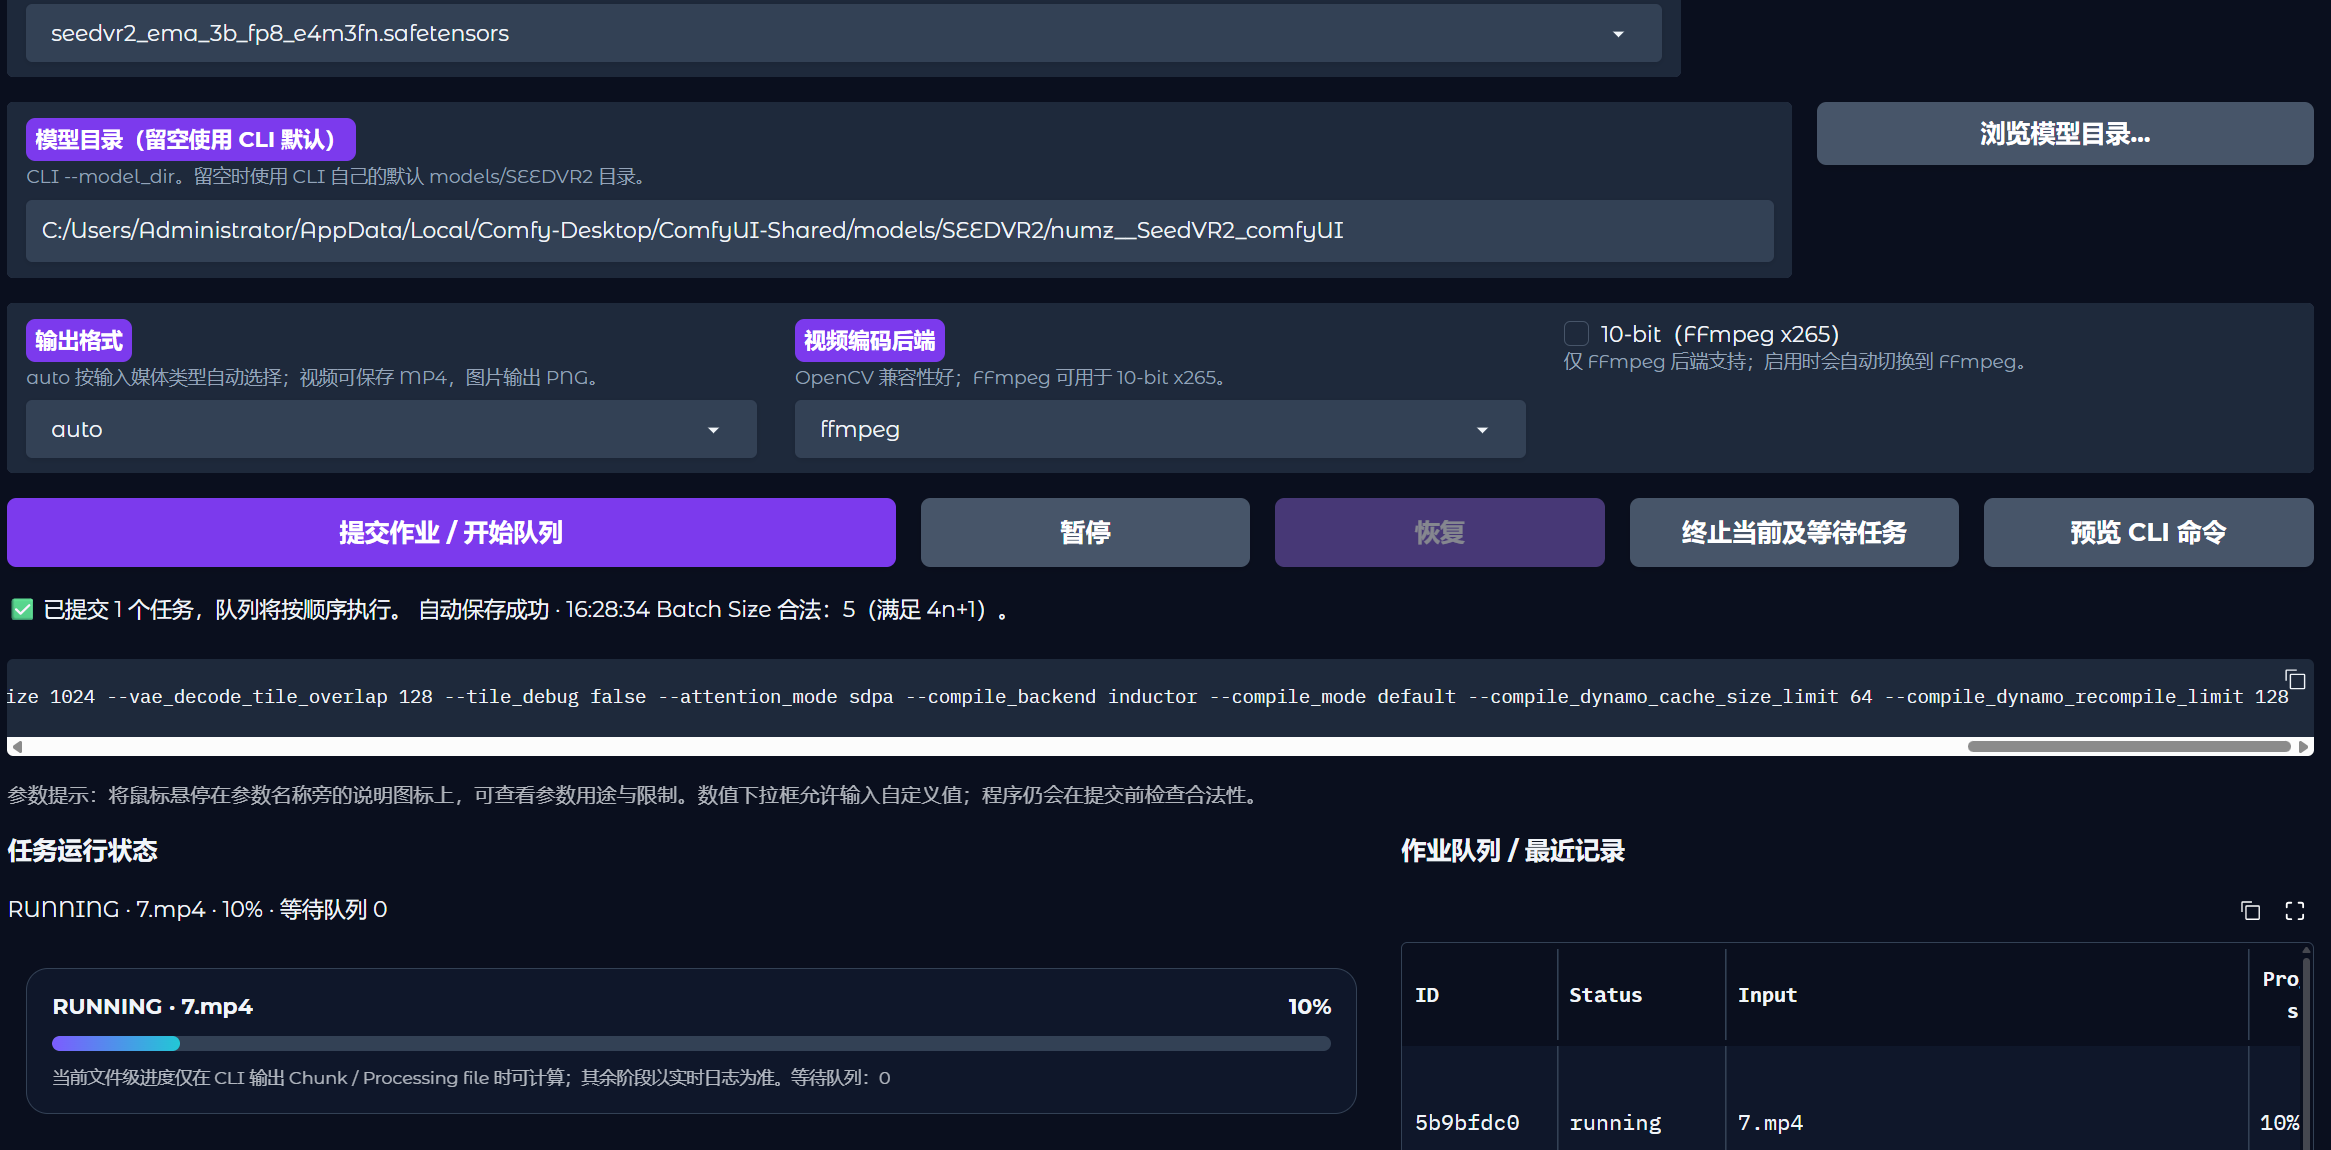 seedvr2_ema_3b_fp8_e4m3fn.safetensors
模型目录（留空使用 CLI 默认）
CLI --model_dir。留空时使用 CLI 自己的默认 models/SEEDVR2 目录。
C:/Users/Administrator/AppData/Local/Comfy-Desktop/ComfyUI-Shared/models/SEEDVR2/numz__SeedVR2_comfyUI
浏览模型目录...
输出格式
auto 按输入媒体类型自动选择；视频可保存 MP4，图片输出 PNG。
auto
视频编码后端
OpenCV 兼容性好；FFmpeg 可用于 10-bit x265。
ffmpeg
10-bit（FFmpeg x265）
仅 FFmpeg 后端支持；启用时会自动切换到 FFmpeg。
提交作业 / 开始队列
暂停
恢复
终止当前及等待任务
预览 CLI 命令
✅ 已提交 1 个任务，队列将按顺序执行。 自动保存成功 · 16:28:34 Batch Size 合法：5（满足 4n+1）。
ize 1024 --vae_decode_tile_overlap 128 --tile_debug false --attention_mode sdpa --compile_backend inductor --compile_mode default --compile_dynamo_cache_size_limit 64 --compile_dynamo_recompile_limit 128
参数提示：将鼠标悬停在参数名称旁的说明图标上，可查看参数用途与限制。数值下拉框允许输入自定义值；程序仍会在提交前检查合法性。
任务运行状态
RUNNING · 7.mp4 · 10% · 等待队列 0
RUNNING · 7.mp4
10%
当前文件级进度仅在 CLI 输出 Chunk / Processing file 时可计算；其余阶段以实时日志为准。等待队列：0
作业队列 / 最近记录
ID
Status
Input
Pro
s
5b9bfdc0
running
7.mp4
10%